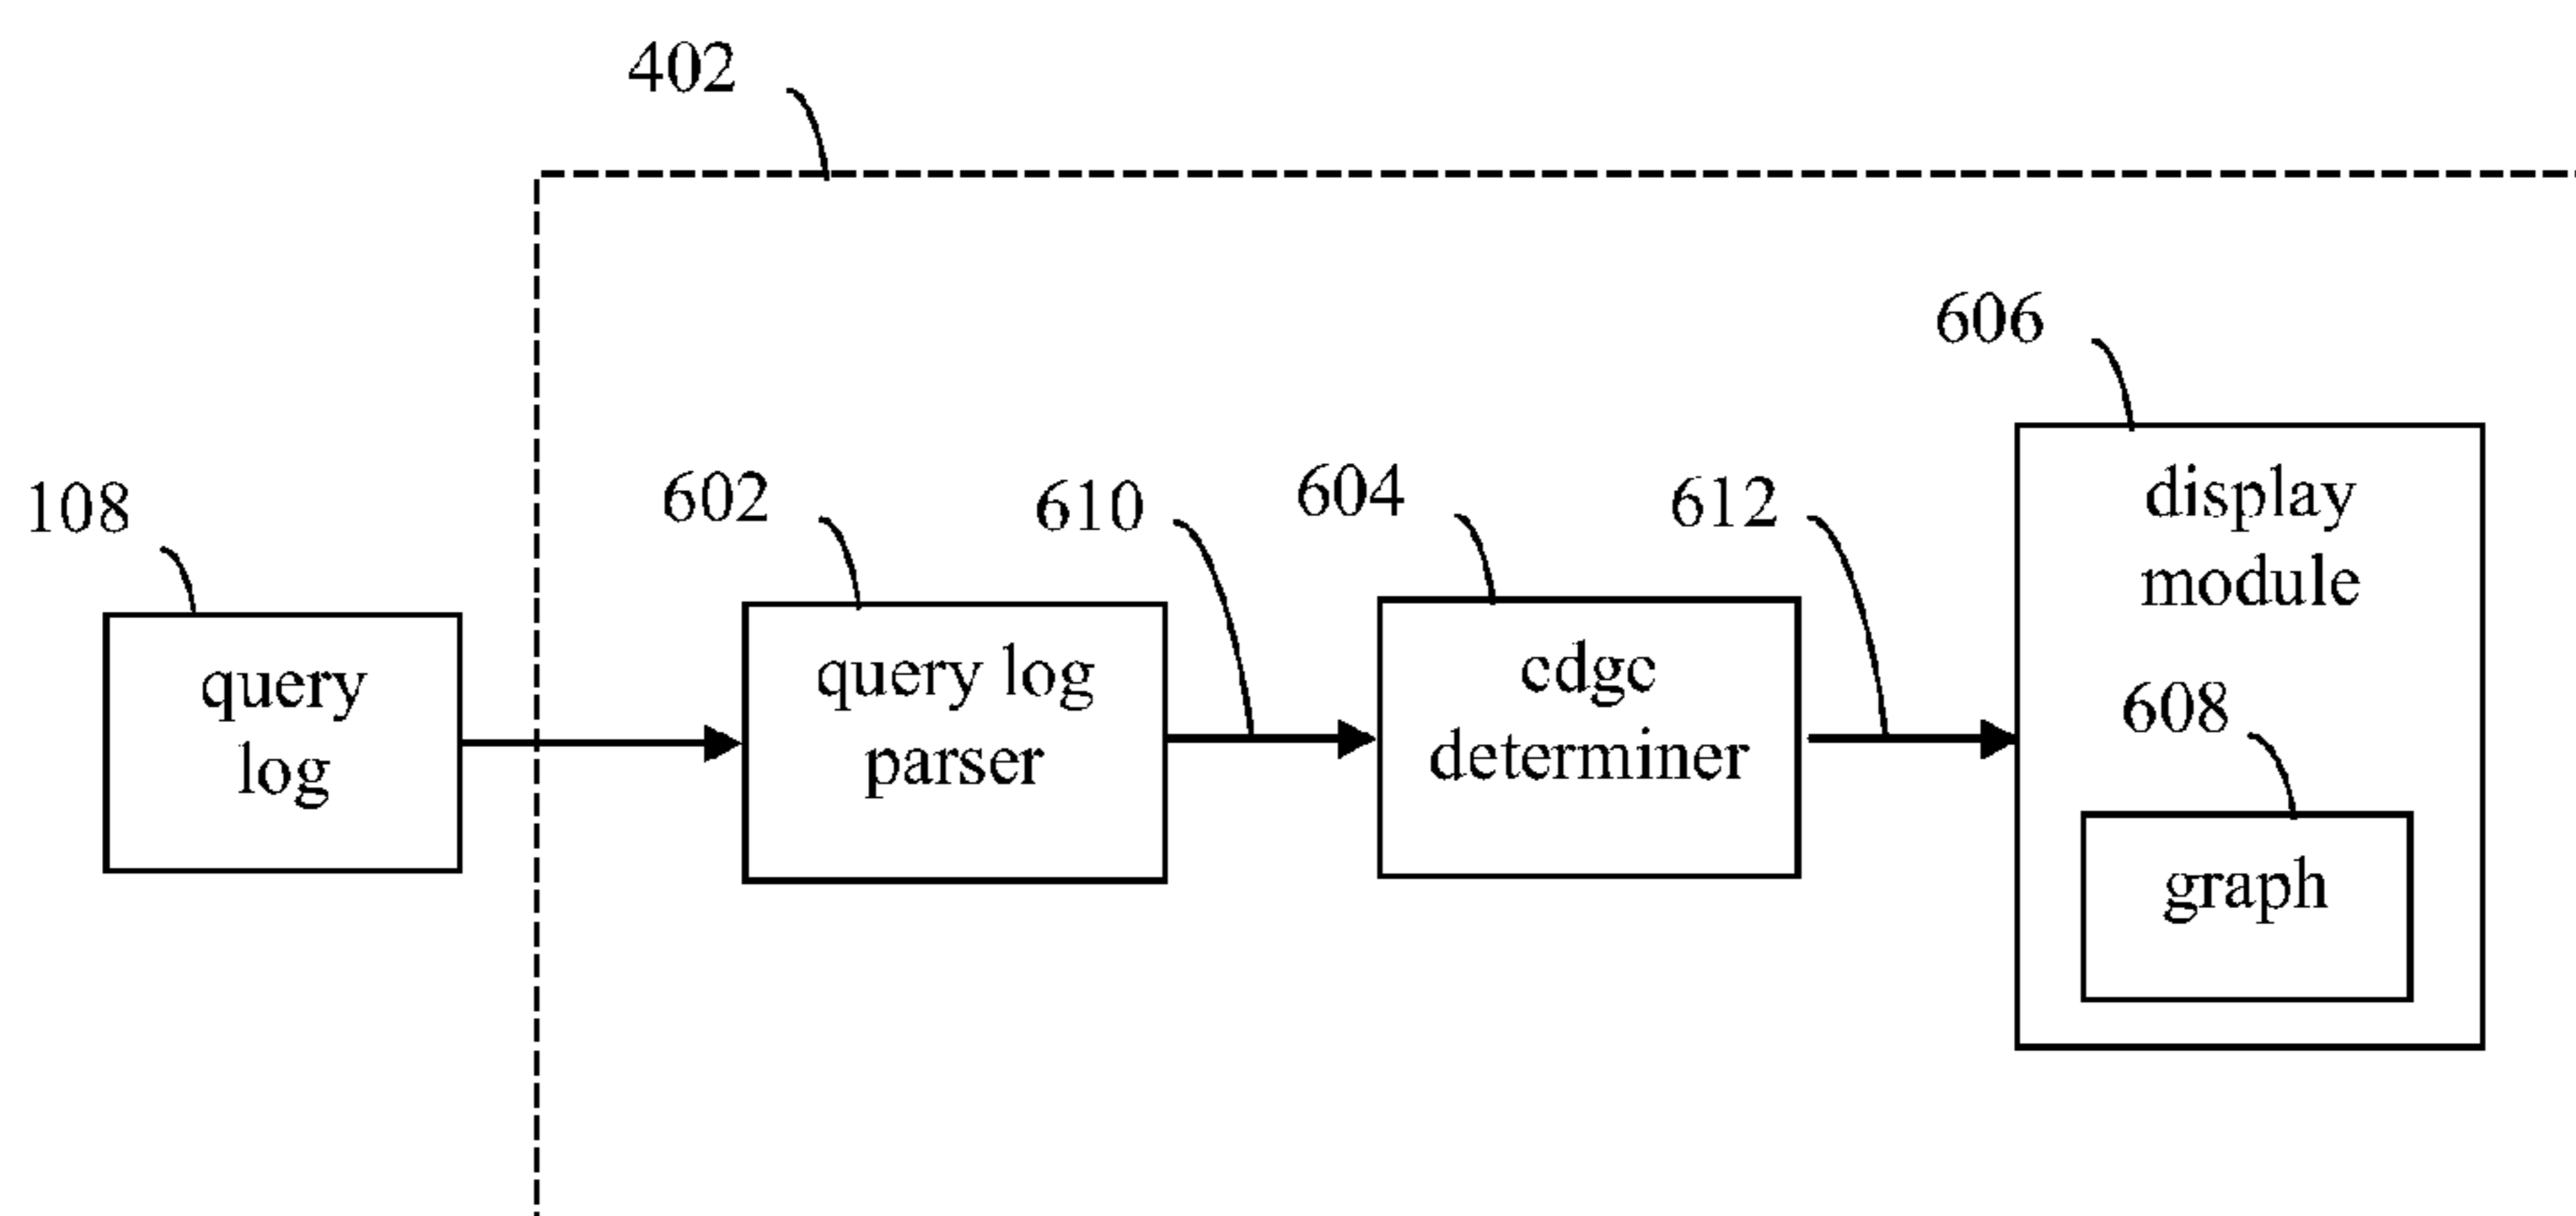 402
606
108
602
610
604
612
display
module
query
log
query log
parser
cdgc
determiner
608
graph